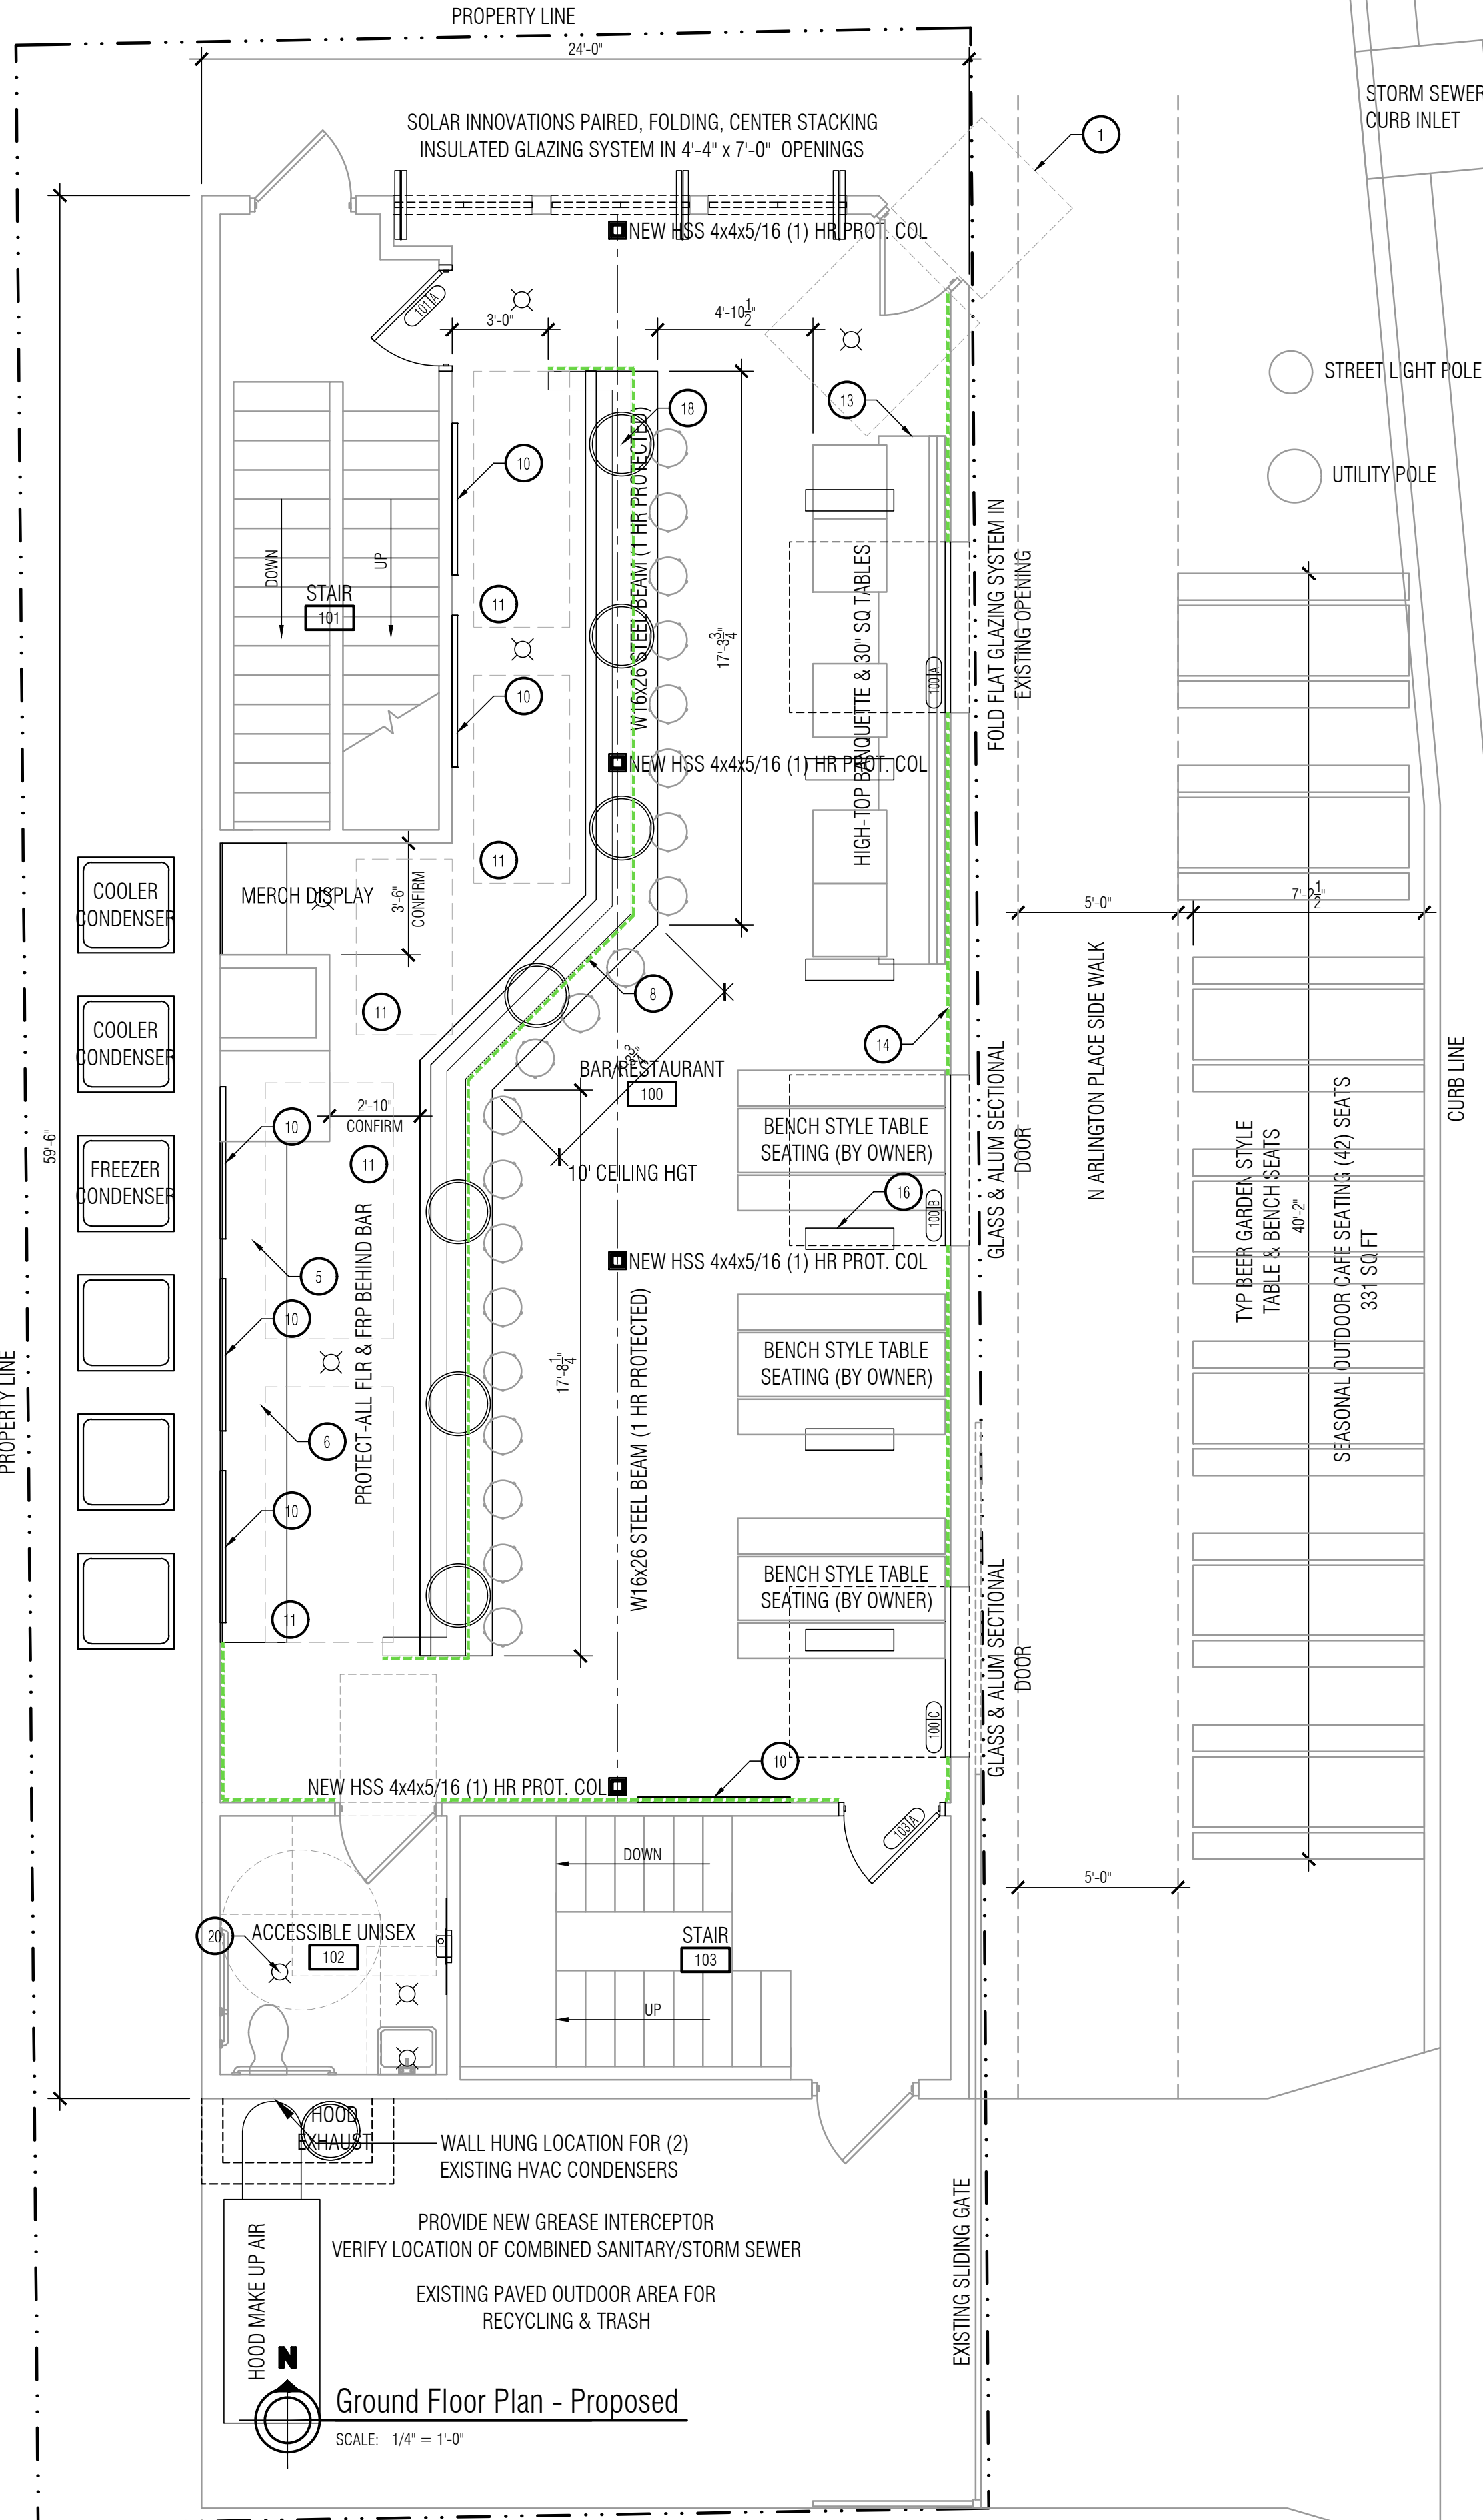 PROPERTY LINE
24'-0"
SOLAR INNOVATIONS PAIRED, FOLDING, CENTER STACKING
INSULATED GLAZING SYSTEM IN 4'-4" x 7'-0" OPENINGS
STORM SEWER
CURB INLET
1
NEW HSS 4x4x5/16 (1) HR PROT. COL
101 A
3'-0"
4'-10 1/2"
STREET LIGHT POLE
13
18
10
UTILITY POLE
W16x26 STEEL BEAM (1 HR PROTECTED)
DOWN
UP
STAIR
101
11
17'-3 3/4"
HIGH-TOP BANQUETTE & 30" SQ TABLES
100 A
FOLD FLAT GLAZING SYSTEM IN
EXISTING OPENING
10
NEW HSS 4x4x5/16 (1) HR PROT. COL
11
COOLER
CONDENSER
MERCH DISPLAY
3'-6"
CONFIRM
5'-0"
7'-2 1/2"
8
11
14
COOLER
CONDENSER
BAR/RESTAURANT
100
N ARLINGTON PLACE SIDE WALK
CURB LINE
2'-10"
CONFIRM
10
11
FREEZER
CONDENSER
10' CEILING HGT
BENCH STYLE TABLE
SEATING (BY OWNER)
16
100 B
GLASS & ALUM SECTIONAL
DOOR
59'-6"
NEW HSS 4x4x5/16 (1) HR PROT. COL
5
10
PROTECT-ALL FLR & FRP BEHIND BAR
17'-8 1/4"
W16x26 STEEL BEAM (1 HR PROTECTED)
BENCH STYLE TABLE
SEATING (BY OWNER)
TYP BEER GARDEN STYLE
TABLE & BENCH SEATS
40'-2"
SEASONAL OUTDOOR CAFE SEATING (42) SEATS
331 SQ FT
PROPERTY LINE
6
10
11
BENCH STYLE TABLE
SEATING (BY OWNER)
GLASS & ALUM SECTIONAL
DOOR
100 C
10
NEW HSS 4x4x5/16 (1) HR PROT. COL
103 A
DOWN
5'-0"
20
ACCESSIBLE UNISEX
102
STAIR
103
UP
HOOD
EXHAUST
WALL HUNG LOCATION FOR (2)
EXISTING HVAC CONDENSERS
PROVIDE NEW GREASE INTERCEPTOR
VERIFY LOCATION OF COMBINED SANITARY/STORM SEWER
EXISTING PAVED OUTDOOR AREA FOR
RECYCLING & TRASH
HOOD MAKE UP AIR
EXISTING SLIDING GATE
N
Ground Floor Plan - Proposed
SCALE: 1/4" = 1'-0"